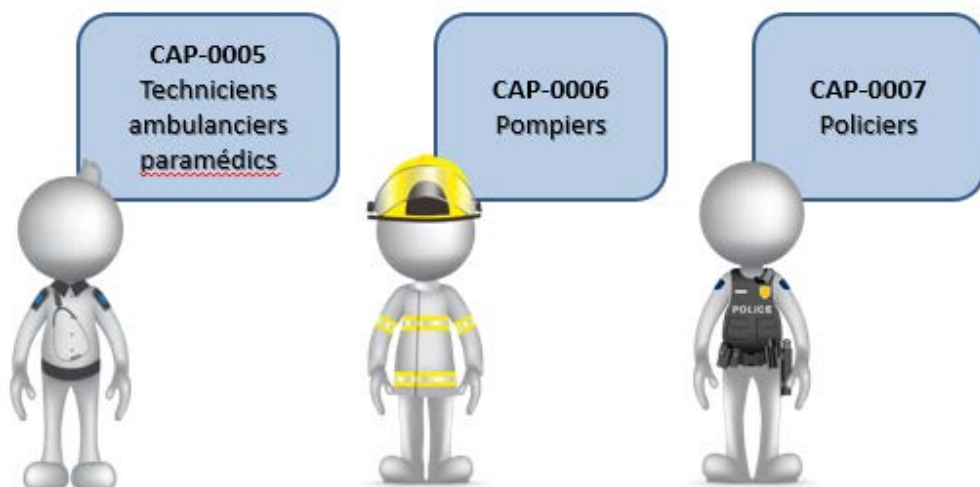 CAP-0005
Techniciens
ambulanciers
paramédics
CAP-0006
Pompiers
CAP-0007
Policiers
POLICE